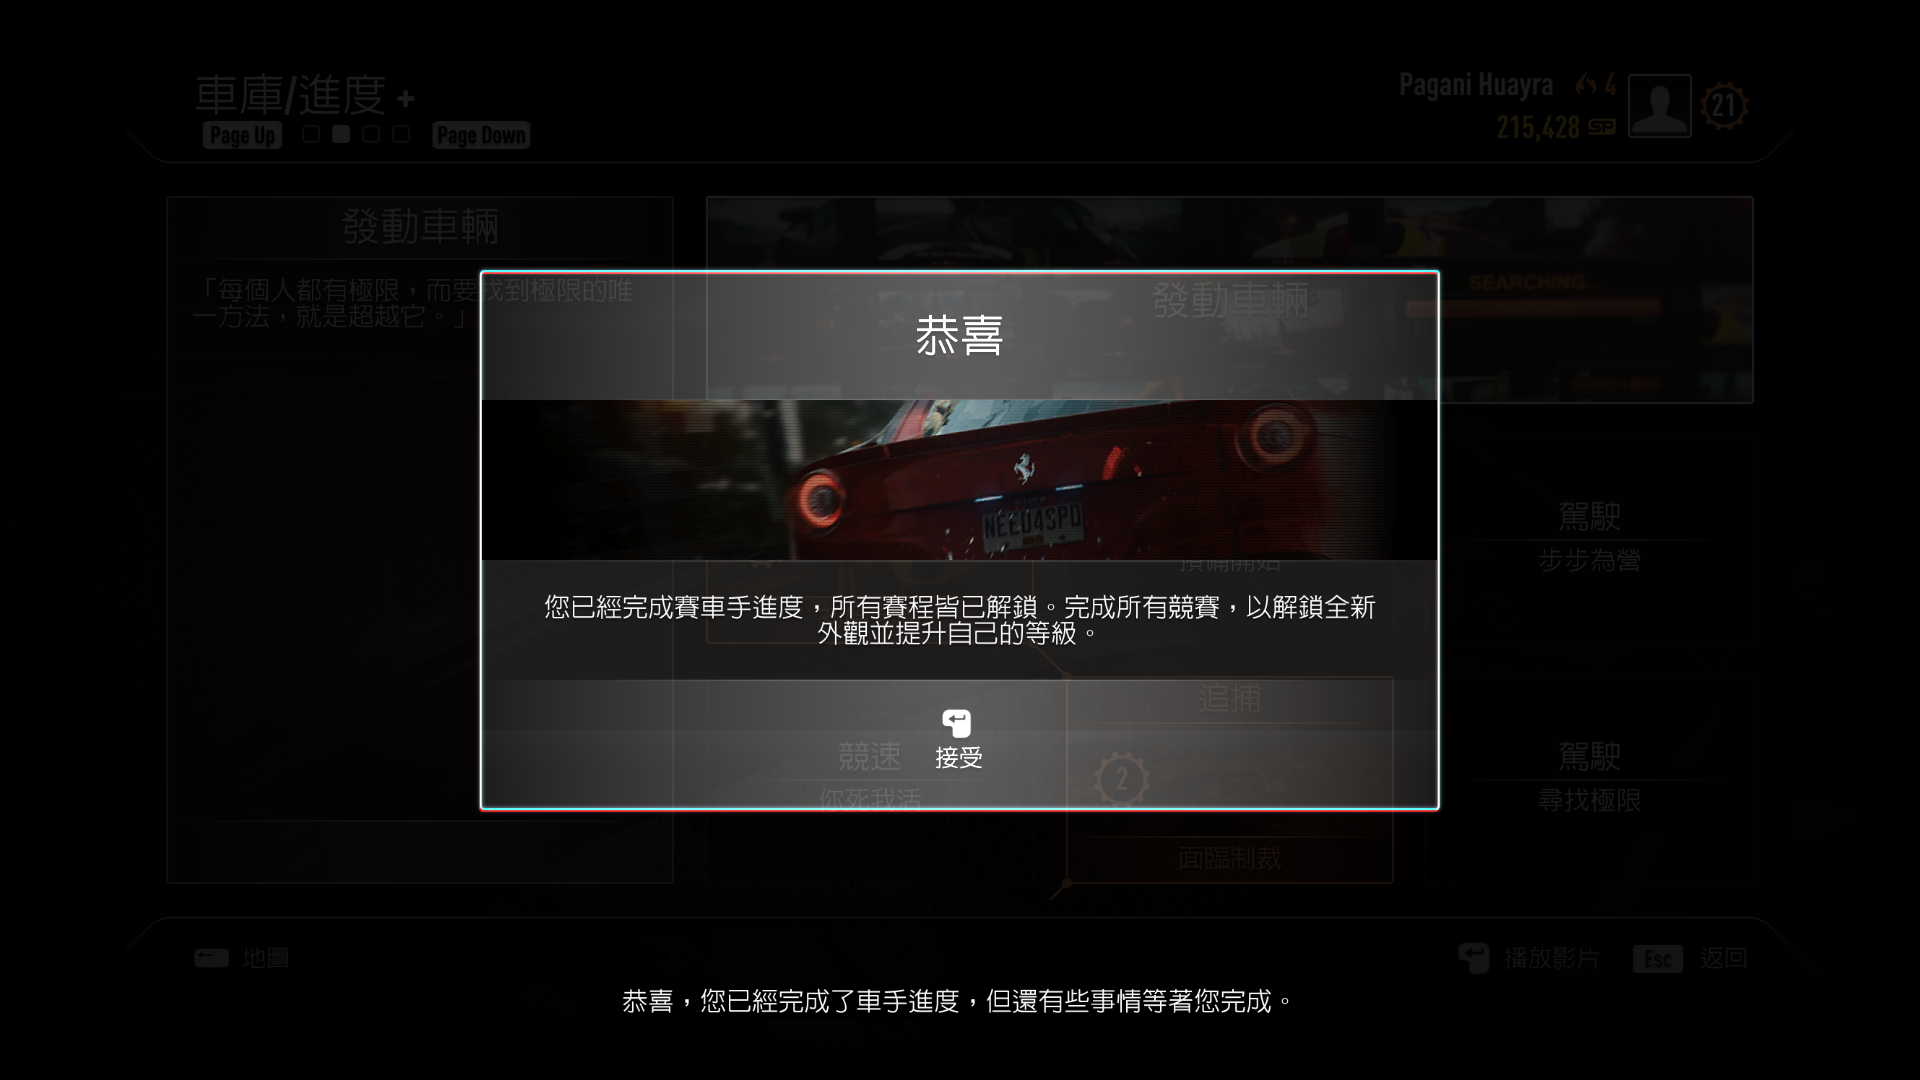 車庫/進度 +
Page Up
Page Down
Pagani Huayra 4
215,428 SP
21
發動車輛
「每個人都有極限，而要找到極限的唯
一方法，就是超越它。」
SEARCHING...
發動車輛
恭喜
NEED4SPD
預備開始
駕駛
步步為營
您已經完成賽車手進度，所有賽程皆已解鎖。完成所有競賽，以解鎖全新
外觀並提升自己的等級。
接受
競速
你死我活
追捕
2
面臨制裁
駕駛
尋找極限
地圖
播放影片
Esc 返回
恭喜，您已經完成了車手進度，但還有些事情等著您完成。